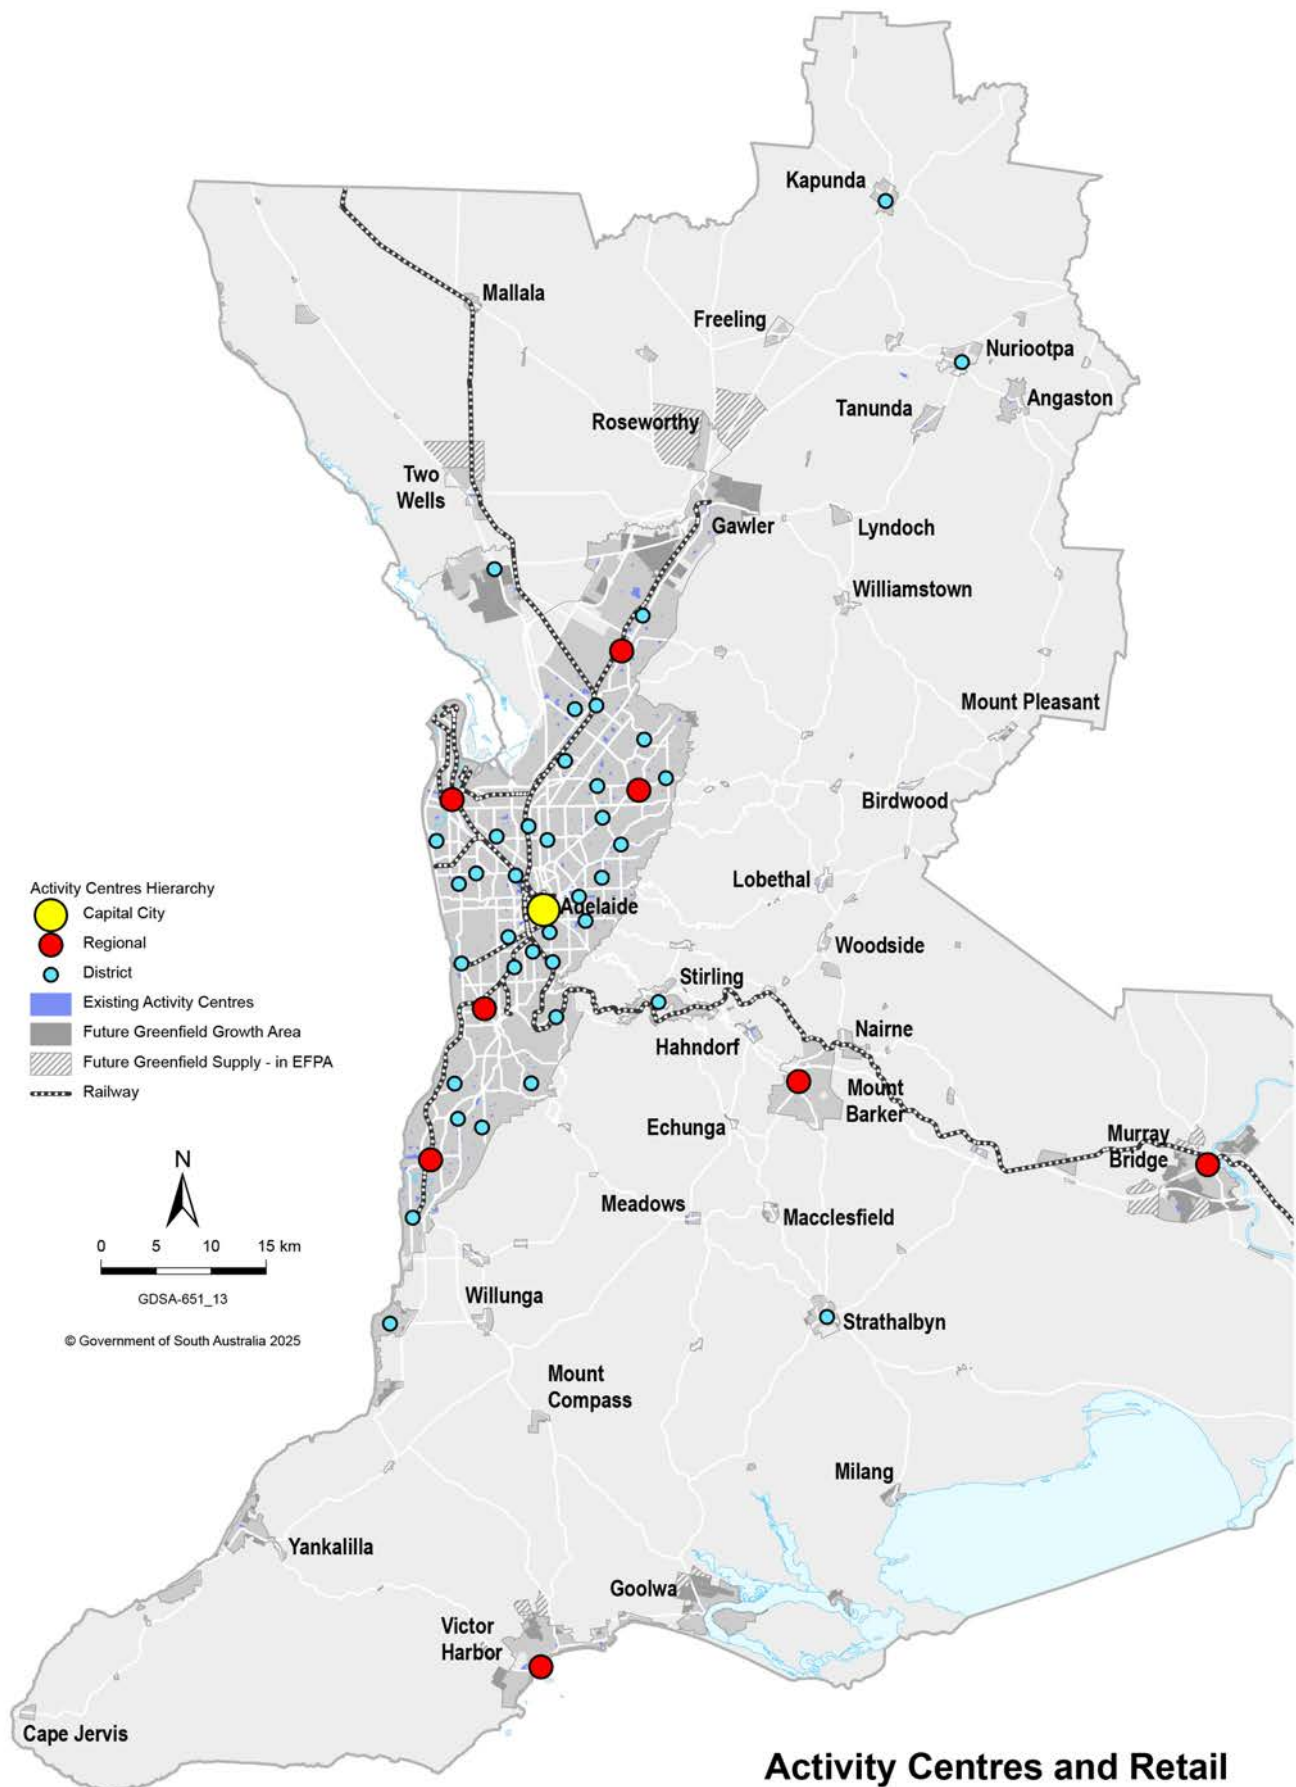 Kapunda
Mallala
Freeling
Nuriootpa
Tanunda
Angaston
Roseworthy
Two
Wells
Gawler
Lyndoch
Williamstown
Mount Pleasant
Birdwood
Lobethal
Activity Centres Hierarchy
Capital City
Regional
District
Existing Activity Centres
Future Greenfield Growth Area
Future Greenfield Supply - in EFPA
Railway
Adelaide
Woodside
Stirling
Hahndorf
Nairne
Mount
Barker
Echunga
Murray
Bridge
N
0 5 10 15 km
GDSA-651_13
© Government of South Australia 2025
Meadows
Macclesfield
Willunga
Strathalbyn
Mount
Compass
Milang
Yankalilla
Goolwa
Victor
Harbor
Cape Jervis
Activity Centres and Retail